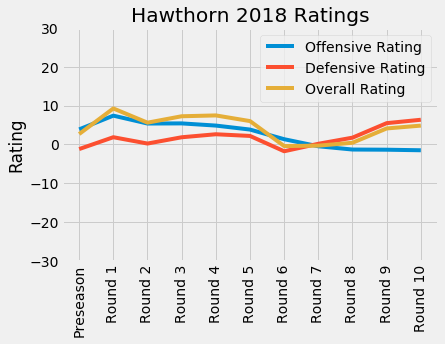 Hawthorn 2018 Ratings
Rating
30
20
10
0
−10
−20
−30
Offensive Rating
Defensive Rating
Overall Rating
Preseason
Round 1
Round 2
Round 3
Round 4
Round 5
Round 6
Round 7
Round 8
Round 9
Round 10